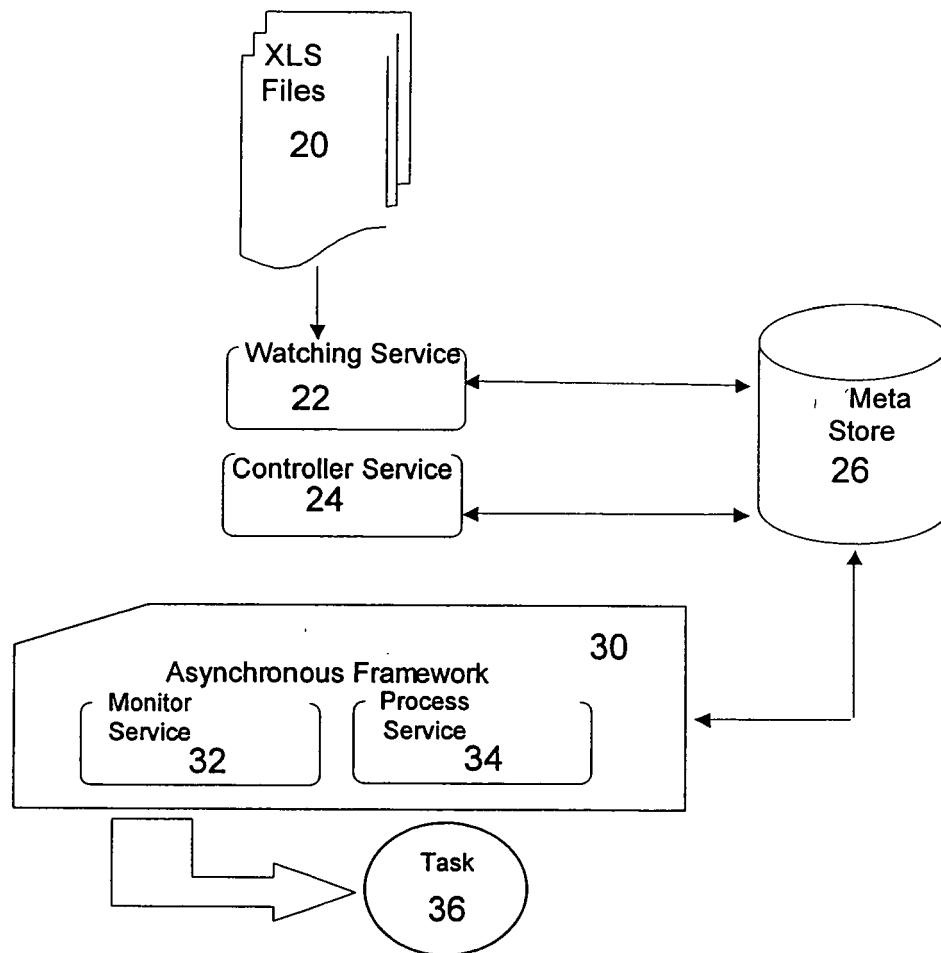 XLS
Files
20
Watching Service
22
Controller Service
24
Meta
Store
26
30
Asynchronous Framework
Monitor
Service
32
Process
Service
34
Task
36